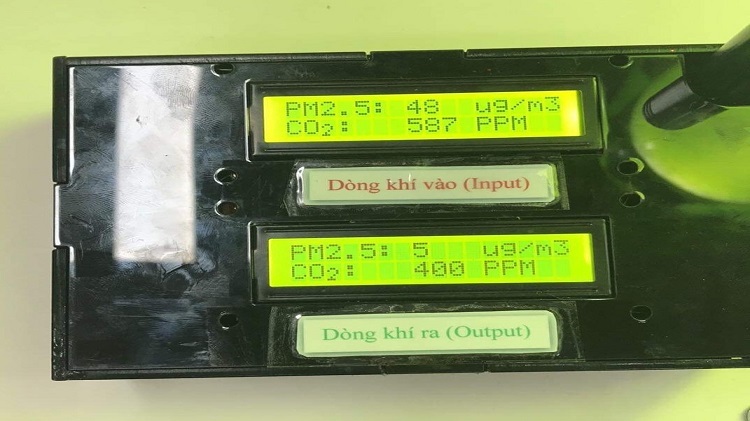 PM2.5: 48 ug/m3
CO₂: 587 PPM
Dòng khí vào (Input)
PM2.5: 5 ug/m3
CO₂: 400 PPM
Dòng khí ra (Output)